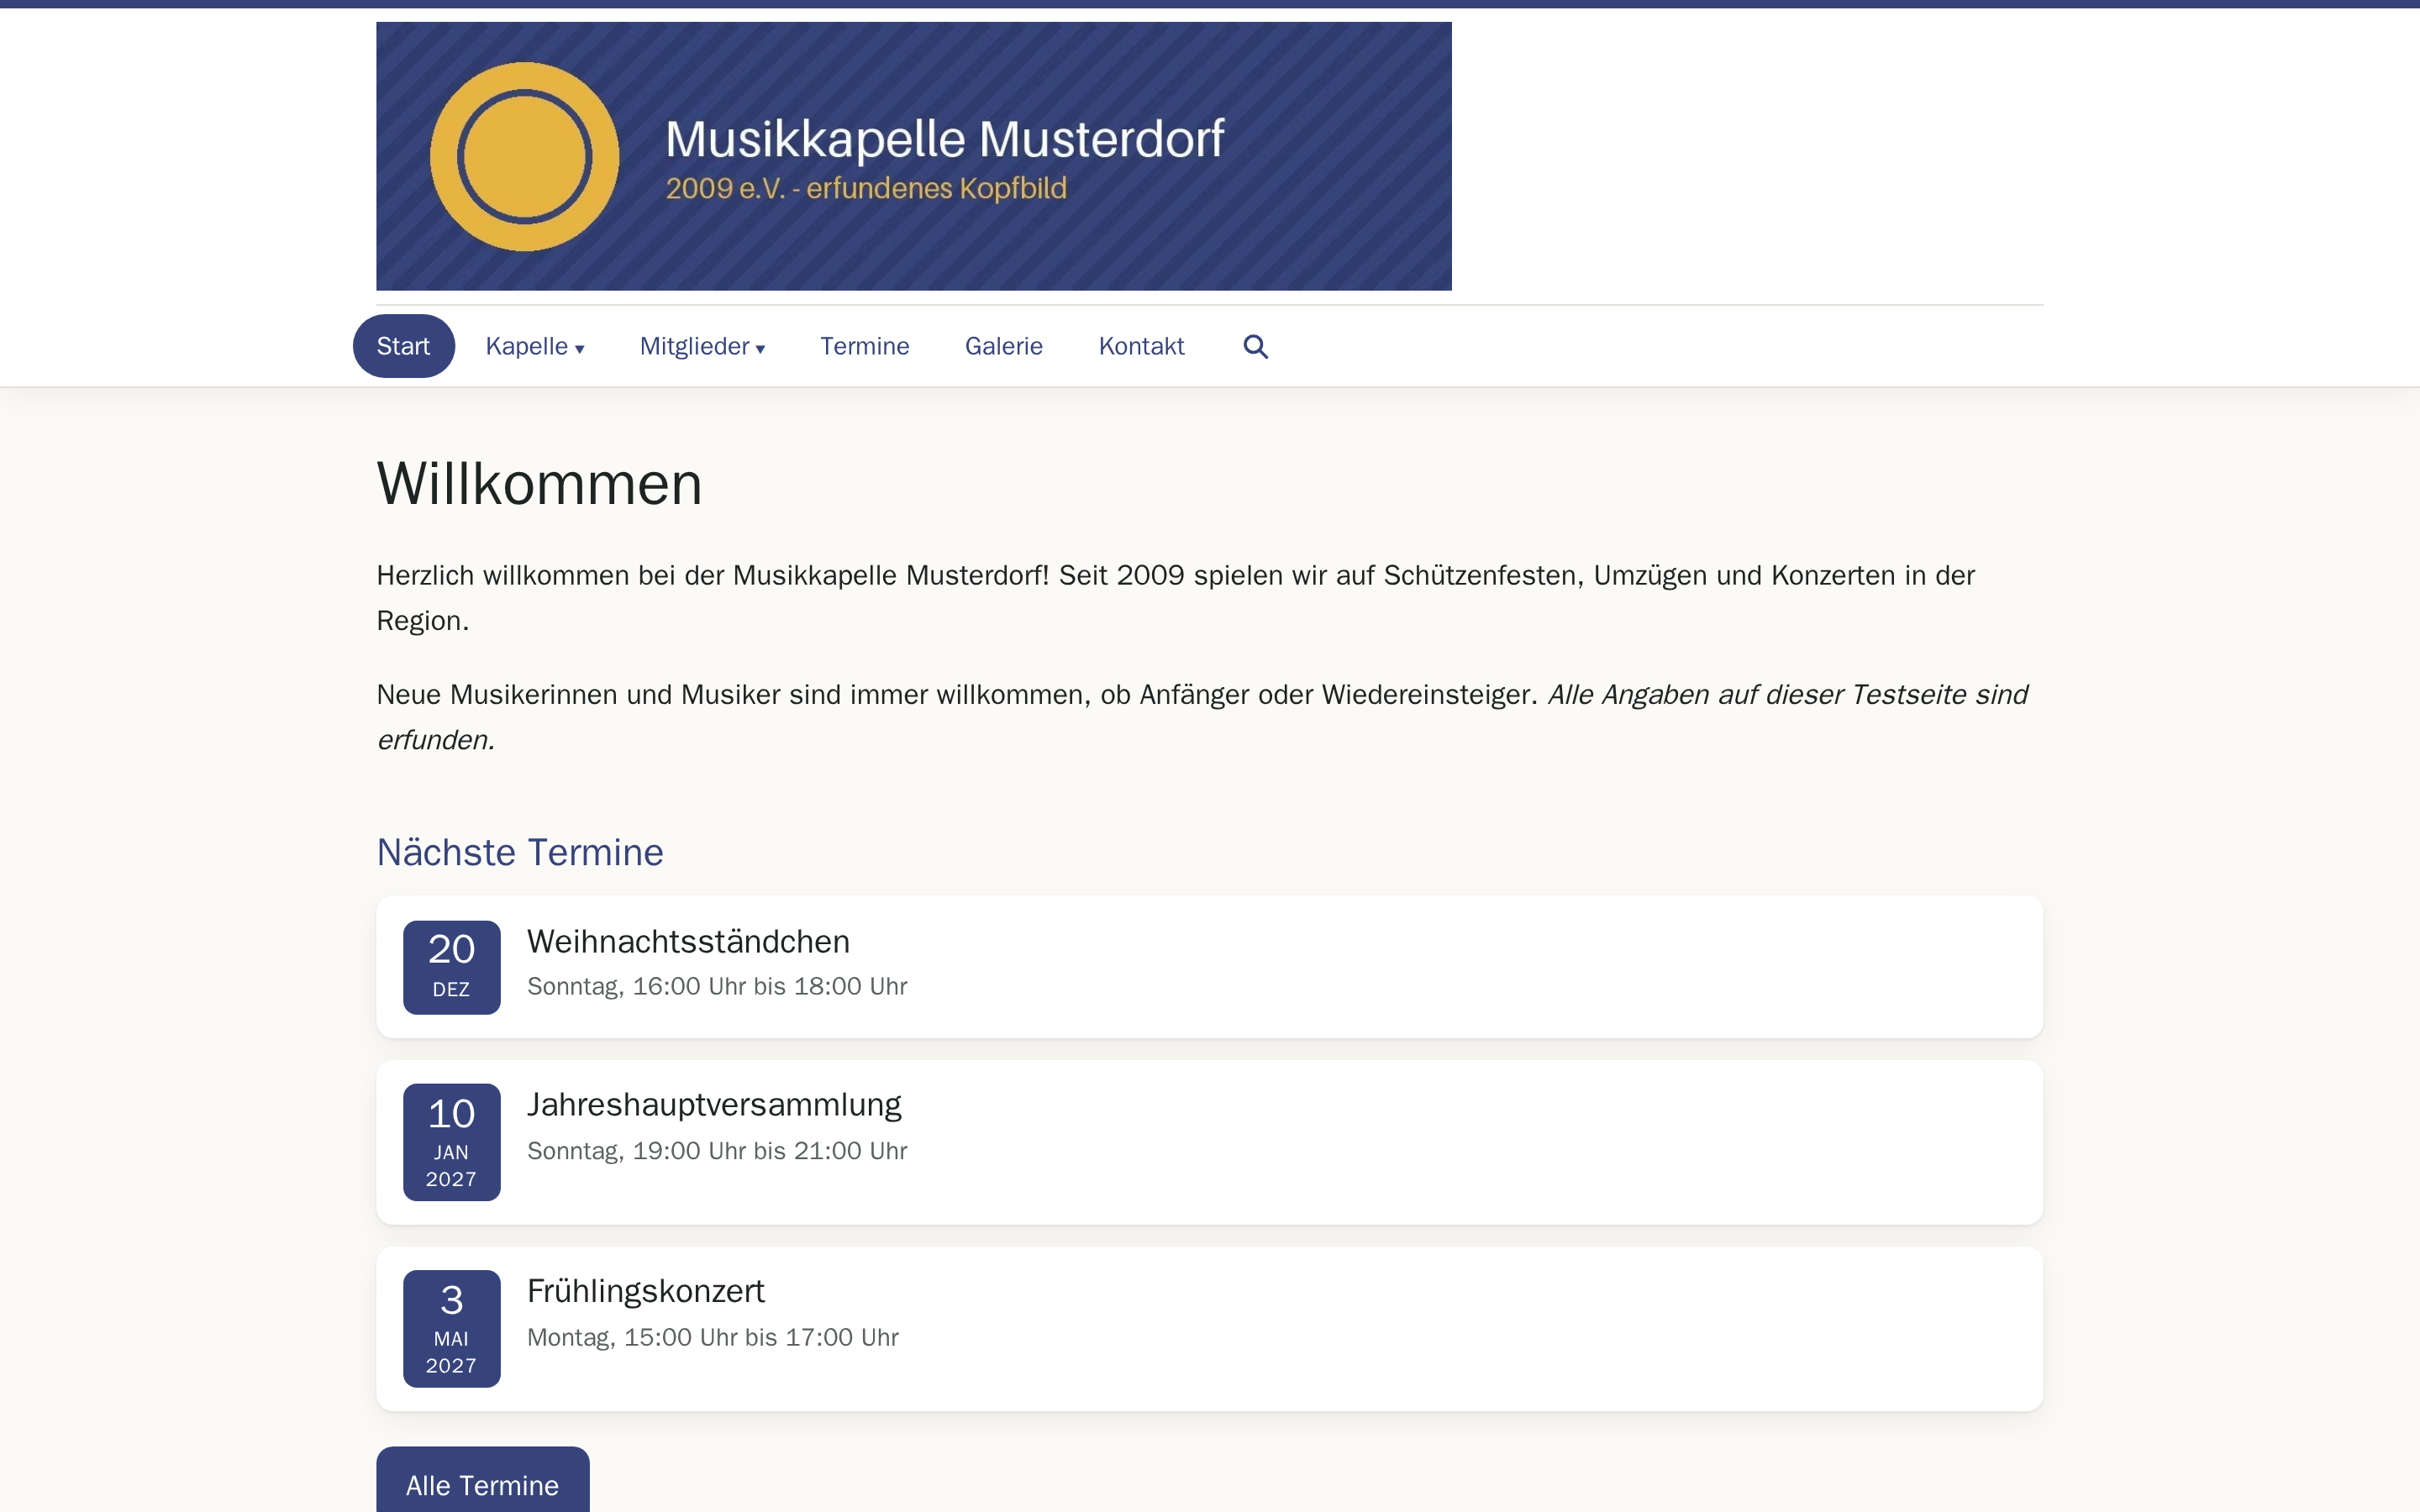 Musikkapelle Musterdorf
2009 e.V. - erfundenes Kopfbild
Start Kapelle ▾ Mitglieder ▾ Termine Galerie Kontakt
Willkommen
Herzlich willkommen bei der Musikkapelle Musterdorf! Seit 2009 spielen wir auf Schützenfesten, Umzügen und Konzerten in der
Region.
Neue Musikerinnen und Musiker sind immer willkommen, ob Anfänger oder Wiedereinsteiger. Alle Angaben auf dieser Testseite sind
erfunden.
Nächste Termine
20
DEZ
Weihnachtsständchen
Sonntag, 16:00 Uhr bis 18:00 Uhr
10
JAN
2027
Jahreshauptversammlung
Sonntag, 19:00 Uhr bis 21:00 Uhr
3
MAI
2027
Frühlingskonzert
Montag, 15:00 Uhr bis 17:00 Uhr
Alle Termine